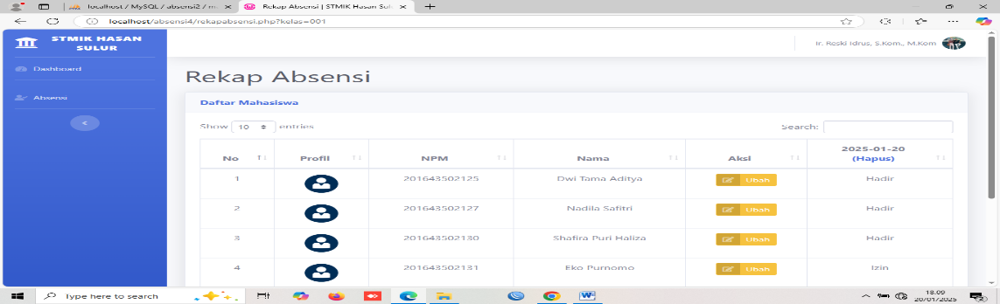 localhost / MySQL / absensi2 / m
Rekap Absensi | STMIK Hasan Sul
localhost/absensi4/rekapabsensi.php?kelas=001
STMIK HASAN
SULUR
Ir. Reski Idrus, S.Kom., M.Kom
Dashboard
Absensi
Rekap Absensi
Daftar Mahasiswa
Show 10 entries
Search:
No Profil NPM Nama Aksi 2025-01-20
(Hapus)
1 201643502125 Dwi Tama Aditya Ubah Hadir
2 201643502127 Nadila Safitri Ubah Hadir
3 201643502130 Shafira Puri Haliza Ubah Hadir
4 201643502131 Eko Purnomo Ubah Izin
Type here to search
18.09
20/01/2025